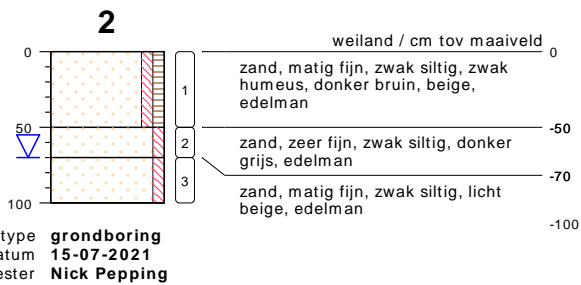 2
weiland / cm tov maaiveld
0
0
zand, matig fijn, zwak siltig, zwak
humeus, donker bruin, beige,
edelman
1
50
-50
2
zand, zeer fijn, zwak siltig, donker
grijs, edelman
-70
3
zand, matig fijn, zwak siltig, licht
beige, edelman
100
-100
type grondboring
atum 15-07-2021
ester Nick Pepping